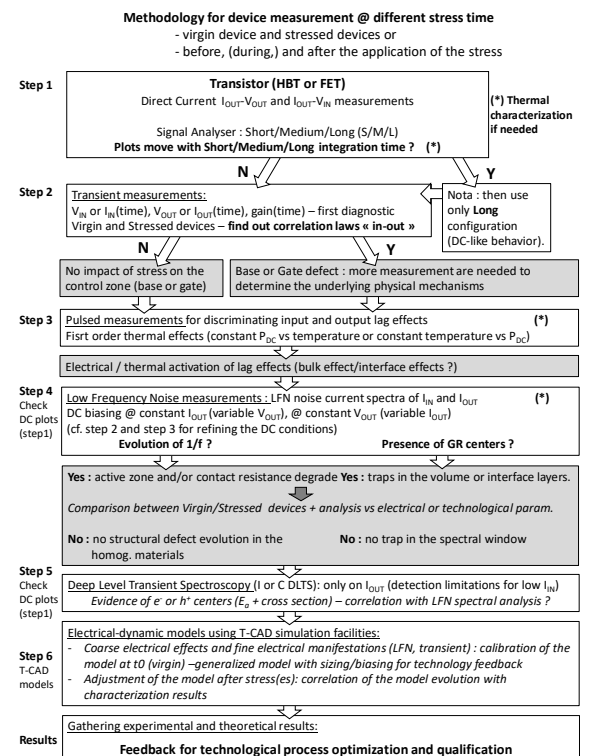 Methodology for device measurement @ different stress time
- virgin device and stressed devices or
- before, (during,) and after the application of the stress
Step 1
Transistor (HBT or FET)
Direct Current IOUT-VOUT and IOUT-VIN measurements
Signal Analyser : Short/Medium/Long (S/M/L)
Plots move with Short/Medium/Long integration time ? (*)
(*) Thermal
characterization
if needed
N
Y
Step 2
Transient measurements:
VIN or IIN(time), VOUT or IOUT(time), gain(time) – first diagnostic
Virgin and Stressed devices – find out correlation laws « in-out »
Nota : then use
only Long
configuration
(DC-like behavior).
N
Y
No impact of stress on the
control zone (base or gate)
Base or Gate defect : more measurement are needed to
determine the underlying physical mechanisms
Step 3
Pulsed measurements for discriminating input and output lag effects (*)
Fisrt order thermal effects (constant PDC vs temperature or constant temperature vs PDC)
Electrical / thermal activation of lag effects (bulk effect/interface effects ?)
Step 4
Check
DC plots
(step1)
Low Frequency Noise measurements : LFN noise current spectra of IIN and IOUT (*)
DC biasing @ constant IOUT (variable VOUT), @ constant VOUT (variable IOUT)
(cf. step 2 and step 3 for refining the DC conditions)
Evolution of 1/f ?
Presence of GR centers ?
Yes : active zone and/or contact resistance degrade
Yes : traps in the volume or interface layers.
Comparison between Virgin/Stressed devices + analysis vs electrical or technological param.
No : no structural defect evolution in the
homog. materials
No : no trap in the spectral window
Step 5
Check
DC plots
(step1)
Deep Level Transient Spectroscopy (I or C DLTS): only on IOUT (detection limitations for low IIN)
Evidence of e- or h+ centers (Ea + cross section) – correlation with LFN spectral analysis ?
Step 6
T-CAD
models
Electrical-dynamic models using T-CAD simulation facilities:
- Coarse electrical effects and fine electrical manifestations (LFN, transient) : calibration of the
model at t0 (virgin) –generalized model with sizing/biasing for technology feedback
- Adjustment of the model after stress(es): correlation of the model evolution with
characterization results
Results
Gathering experimental and theoretical results:
Feedback for technological process optimization and qualification